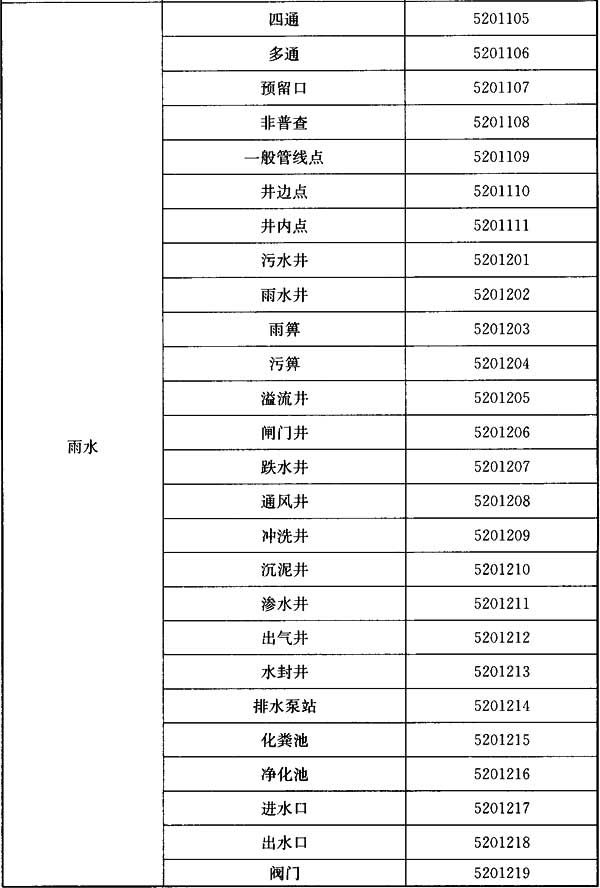 四通 5201105
多通 5201106
预留口 5201107
非普查 5201108
一般管线点 5201109
井边点 5201110
井内点 5201111
污水井 5201201
雨水井 5201202
雨箅 5201203
污箅 5201204
溢流井 5201205
闸门井 5201206
雨水
跌水井 5201207
通风井 5201208
冲洗井 5201209
沉泥井 5201210
渗水井 5201211
出气井 5201212
水封井 5201213
排水泵站 5201214
化粪池 5201215
净化池 5201216
进水口 5201217
出水口 5201218
阀门 5201219